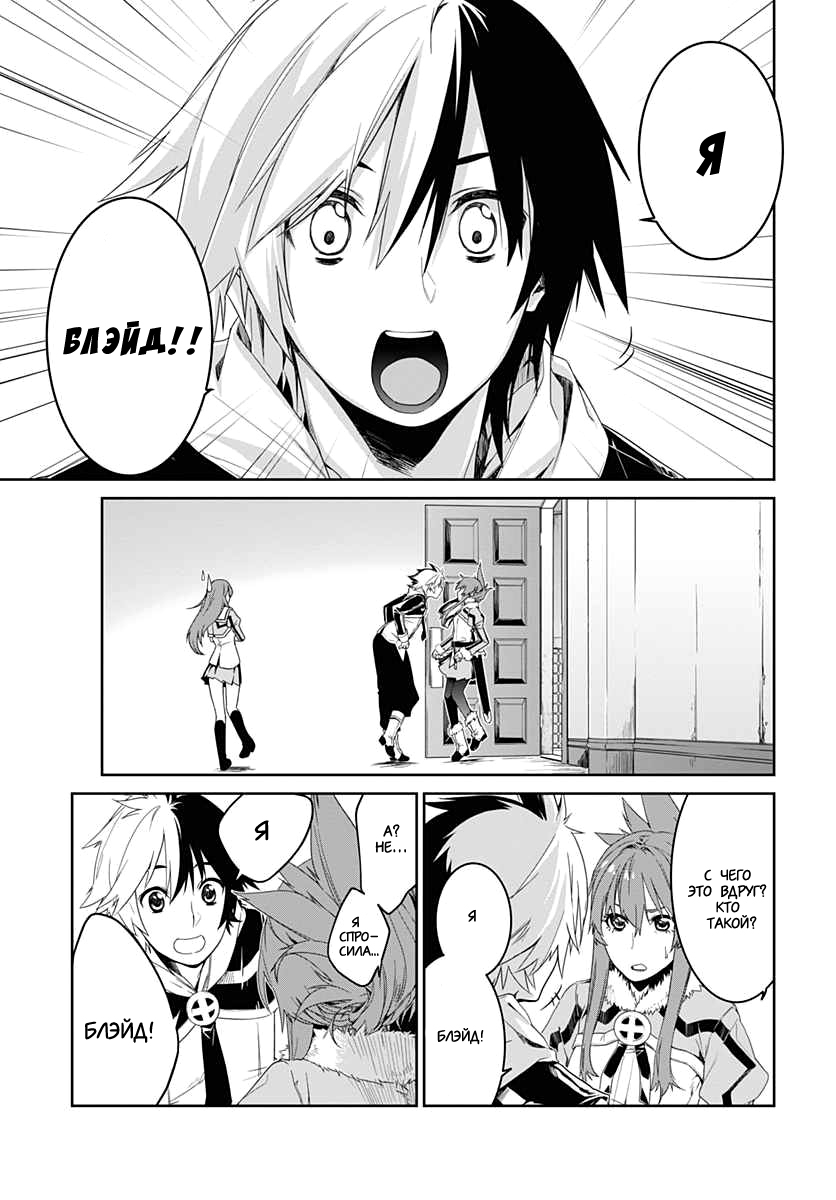 Я
БЛЭЙД!!
С ЧЕГО
ЭТО ВДРУГ?
КТО
ТАКОЙ?
Я
БЛЭЙД!
А?
НЕ...
Я
СПРО-
СИЛА...
Я
БЛЭЙД!